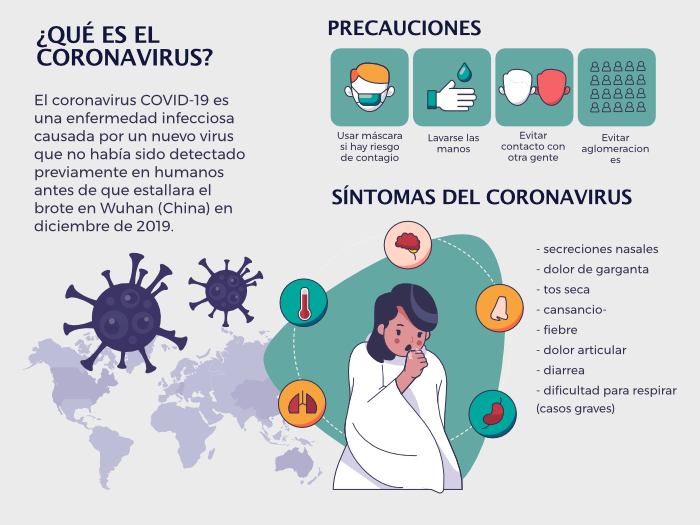 ¿QUÉ ES EL
CORONAVIRUS?
El coronavirus COVID-19 es
una enfermedad infecciosa
causada por un nuevo virus
que no había sido detectado
previamente en humanos
antes de que estallara el
brote en Wuhan (China) en
diciembre de 2019.
PRECAUCIONES
Usar máscara
si hay riesgo
de contagio
Lavarse las
manos
Evitar
contacto con
otra gente
Evitar
aglomeracion
es
SÍNTOMAS DEL CORONAVIRUS
- secreciones nasales
- dolor de garganta
- tos seca
- cansancio-
- fiebre
- dolor articular
- diarrea
- dificultad para respirar
(casos graves)